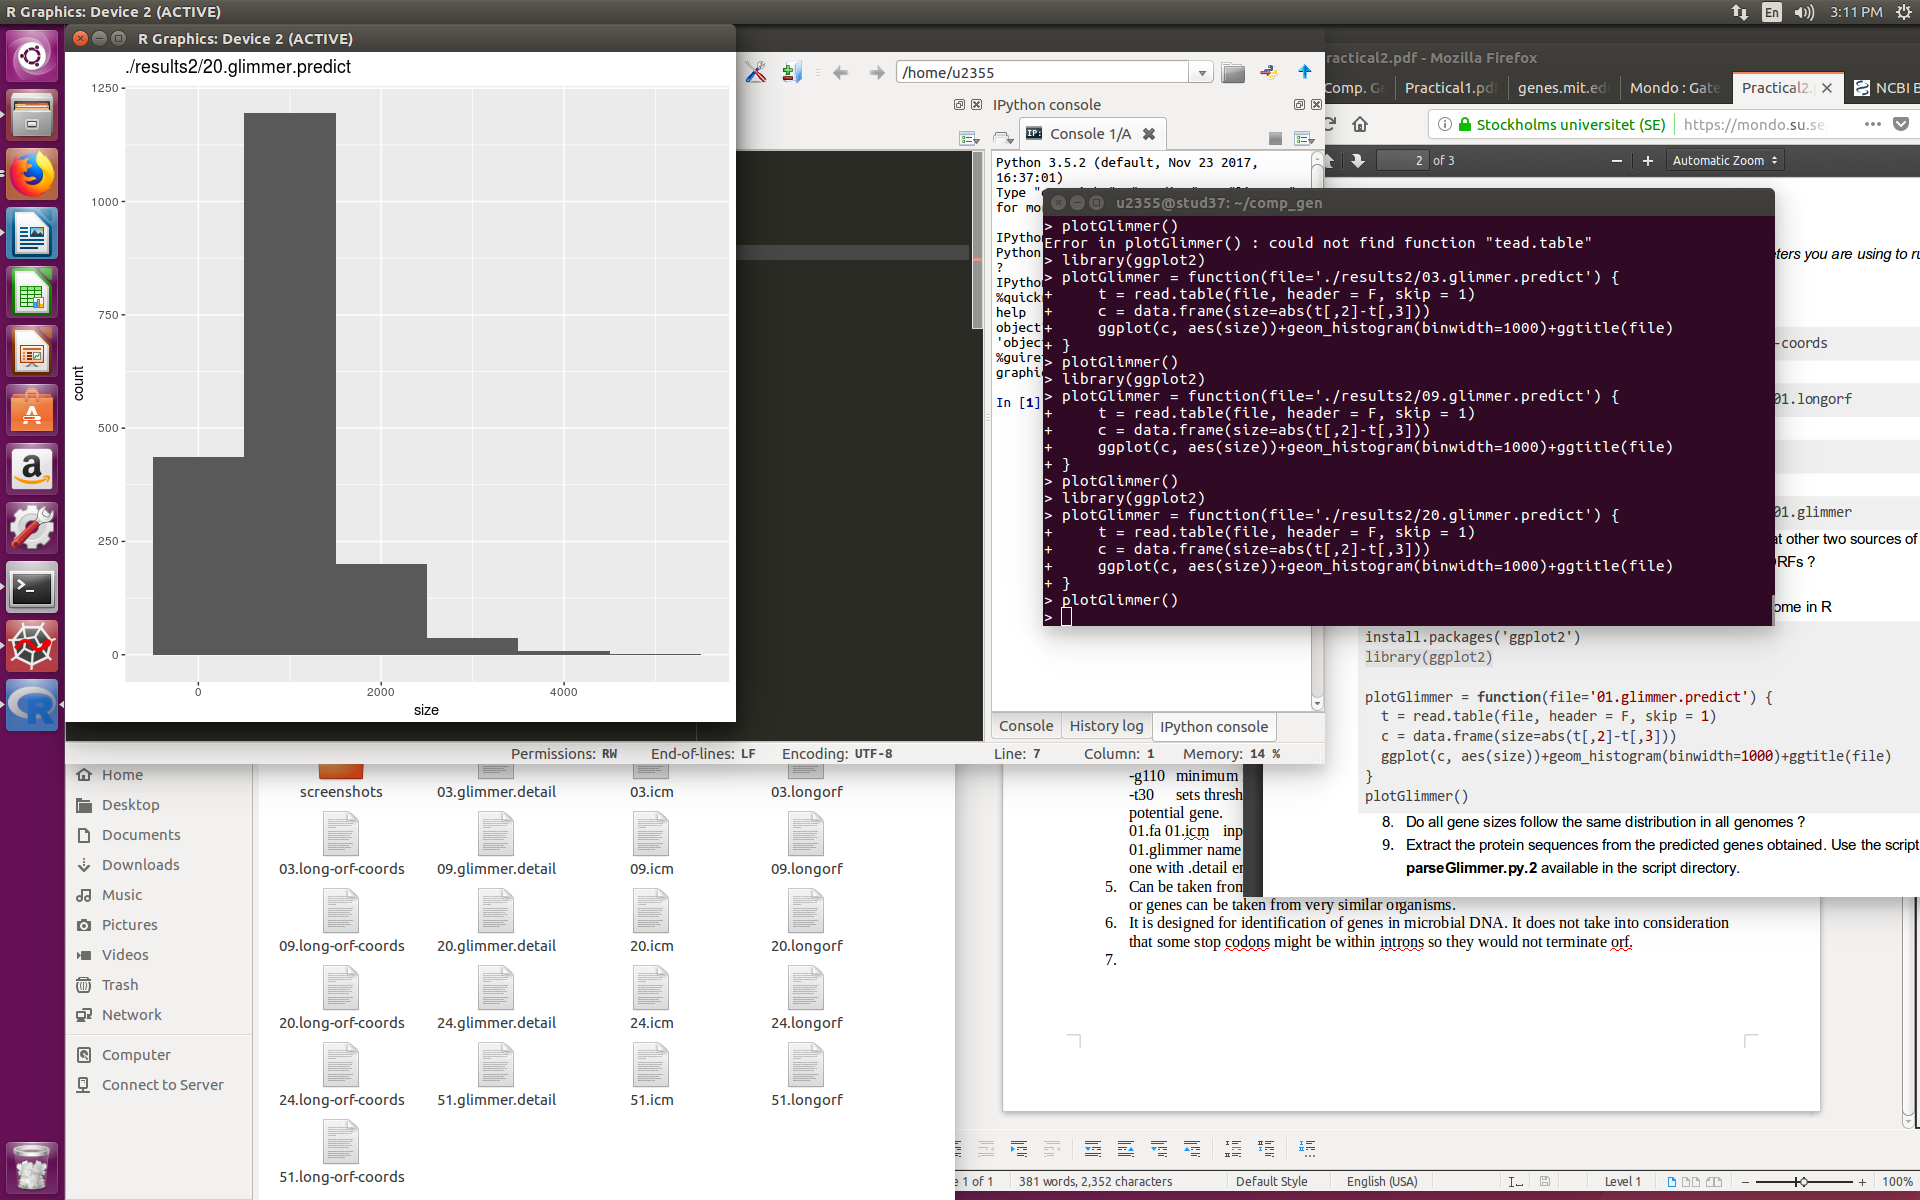 R Graphics: Device 2 (ACTIVE)
En
3:11 PM
R Graphics: Device 2 (ACTIVE)
./results2/20.glimmer.predict
1250
1000
750
500
250
0
count
0
2000
4000
size
/home/u2355
IPython console
Console 1/A
Python 3.5.2 (default, Nov 23 2017,
16:37:01)
IPython
Python
?
IPython
%quick
help
object
'object
%guire
graphic
In [1]
Console
History log
IPython console
Permissions: RW
End-of-lines: LF
Encoding: UTF-8
Line: 7
Column: 1
Memory: 14 %
ractical2.pdf - Mozilla Firefox
Comp. G
Practical1.pd
genes.mit.ed
Mondo : Gate
Practical2.
NCBI B
Stockholms universitet (SE)
https://mondo.su.se
2
of 3
Automatic Zoom
u2355@stud37: ~/comp_gen
> plotGlimmer()
Error in plotGlimmer() : could not find function "tead.table"
> library(ggplot2)
> plotGlimmer = function(file='./results2/03.glimmer.predict') {
+     t = read.table(file, header = F, skip = 1)
+     c = data.frame(size=abs(t[,2]-t[,3]))
+     ggplot(c, aes(size))+geom_histogram(binwidth=1000)+ggtitle(file)
+ }
> plotGlimmer()
> library(ggplot2)
> plotGlimmer = function(file='./results2/09.glimmer.predict') {
+     t = read.table(file, header = F, skip = 1)
+     c = data.frame(size=abs(t[,2]-t[,3]))
+     ggplot(c, aes(size))+geom_histogram(binwidth=1000)+ggtitle(file)
+ }
> plotGlimmer()
> library(ggplot2)
> plotGlimmer = function(file='./results2/20.glimmer.predict') {
+     t = read.table(file, header = F, skip = 1)
+     c = data.frame(size=abs(t[,2]-t[,3]))
+     ggplot(c, aes(size))+geom_histogram(binwidth=1000)+ggtitle(file)
+ }
> plotGlimmer()
>
ters you are using to ru
-coords
01.longorf
01.glimmer
at other two sources of
ORFs ?
ome in R
install.packages('ggplot2')
library(ggplot2)
plotGlimmer = function(file='01.glimmer.predict') {
t = read.table(file, header = F, skip = 1)
c = data.frame(size=abs(t[,2]-t[,3]))
ggplot(c, aes(size))+geom_histogram(binwidth=1000)+ggtitle(file)
}
plotGlimmer()
8. Do all gene sizes follow the same distribution in all genomes ?
9. Extract the protein sequences from the predicted genes obtained. Use the script
parseGlimmer.py.2 available in the script directory.
-g110 minimum
-t30 sets thresh
potential gene.
01.fa 01.icm inp
01.glimmer name
one with .detail en
5. Can be taken from
or genes can be taken from very similar organisms.
6. It is designed for identification of genes in microbial DNA. It does not take into consideration
that some stop codons might be within introns so they would not terminate orf.
7.
Home
Desktop
Documents
Downloads
Music
Pictures
Videos
Trash
Network
Computer
Connect to Server
screenshots
03.glimmer.detail
03.icm
03.longorf
03.long-orf-coords
09.glimmer.detail
09.icm
09.longorf
09.long-orf-coords
20.glimmer.detail
20.icm
20.longorf
20.long-orf-coords
24.glimmer.detail
24.icm
24.longorf
24.long-orf-coords
51.glimmer.detail
51.icm
51.longorf
51.long-orf-coords
e 1 of 1
381 words, 2,352 characters
Default Style
English (USA)
Level 1
100%